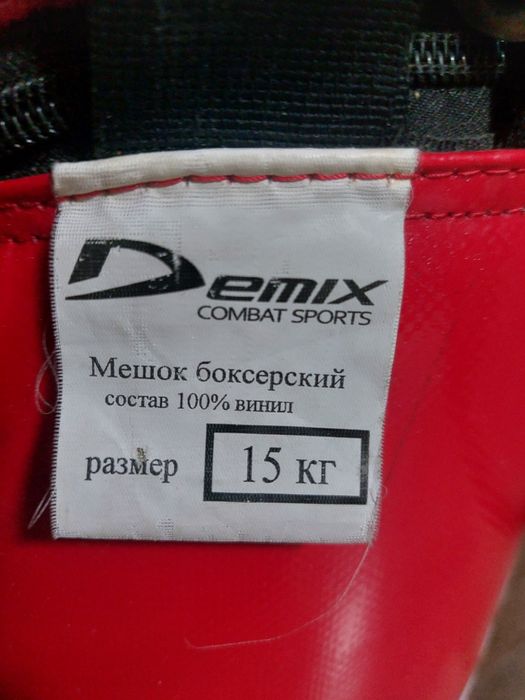 Demix
COMBAT SPORTS
Мешок боксерский
состав 100% винил
размер 15 кг